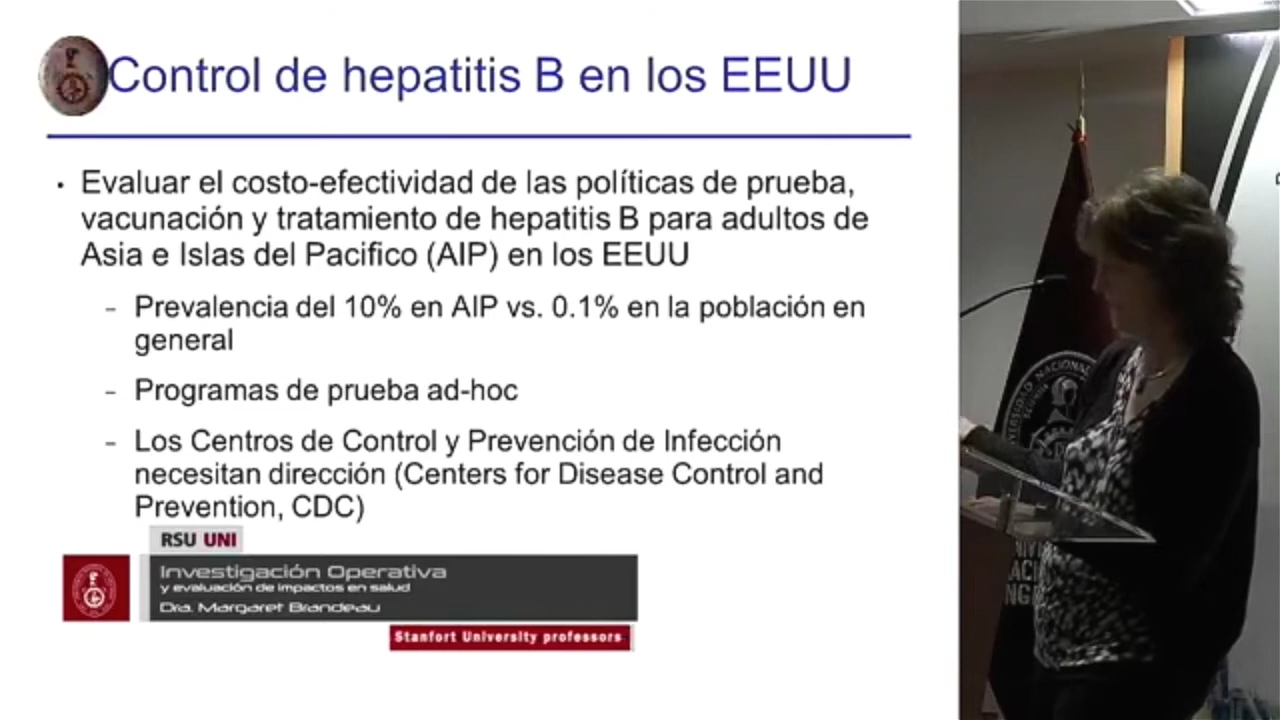 Control de hepatitis B en los EEUU
• Evaluar el costo-efectividad de las políticas de prueba,
vacunación y tratamiento de hepatitis B para adultos de
Asia e Islas del Pacifico (AIP) en los EEUU
- Prevalencia del 10% en AIP vs. 0.1% en la población en
general
- Programas de prueba ad-hoc
- Los Centros de Control y Prevención de Infección
necesitan dirección (Centers for Disease Control and
Prevention, CDC)
RSU UNI
Investigación Operativa
y evaluación de impactos en salud
Dra. Margaret Brandeau
Stanfort University professors
NACIONAL